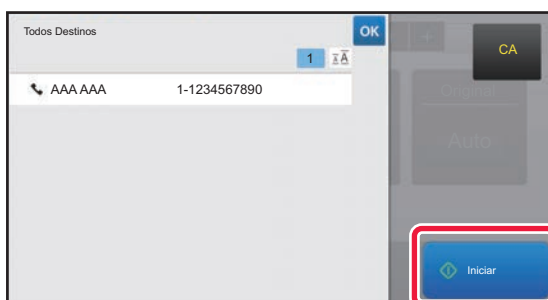 Todos Destinos
OK
CA
1
AAA AAA 1-1234567890
Original
Auto
Iniciar